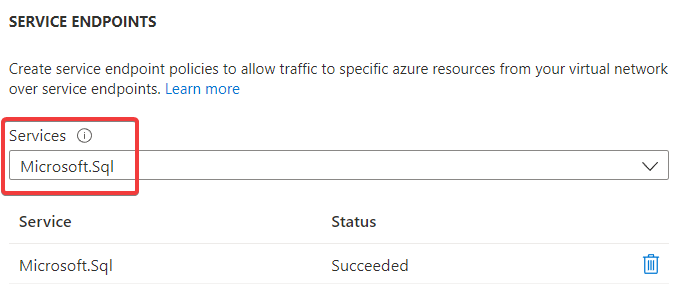 SERVICE ENDPOINTS
Create service endpoint policies to allow traffic to specific azure resources from your virtual network
over service endpoints. Learn more
Services
Microsoft.Sql
Service Status
Microsoft.Sql Succeeded